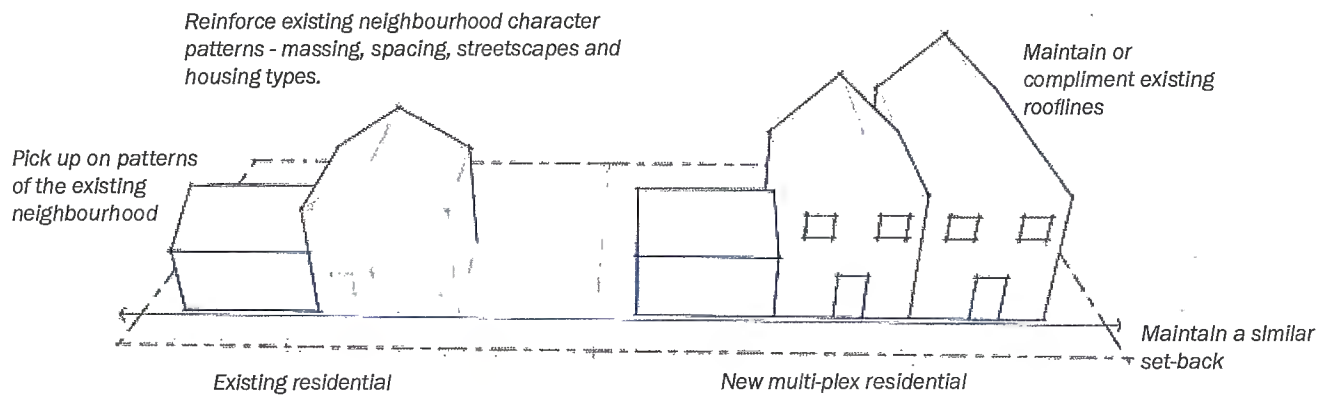 Reinforce existing neighbourhood character
patterns - massing, spacing, streetscapes and
housing types.
Maintain or
compliment existing
rooflines
Pick up on patterns
of the existing
neighbourhood
Maintain a similar
set-back
Existing residential
New multi-plex residential